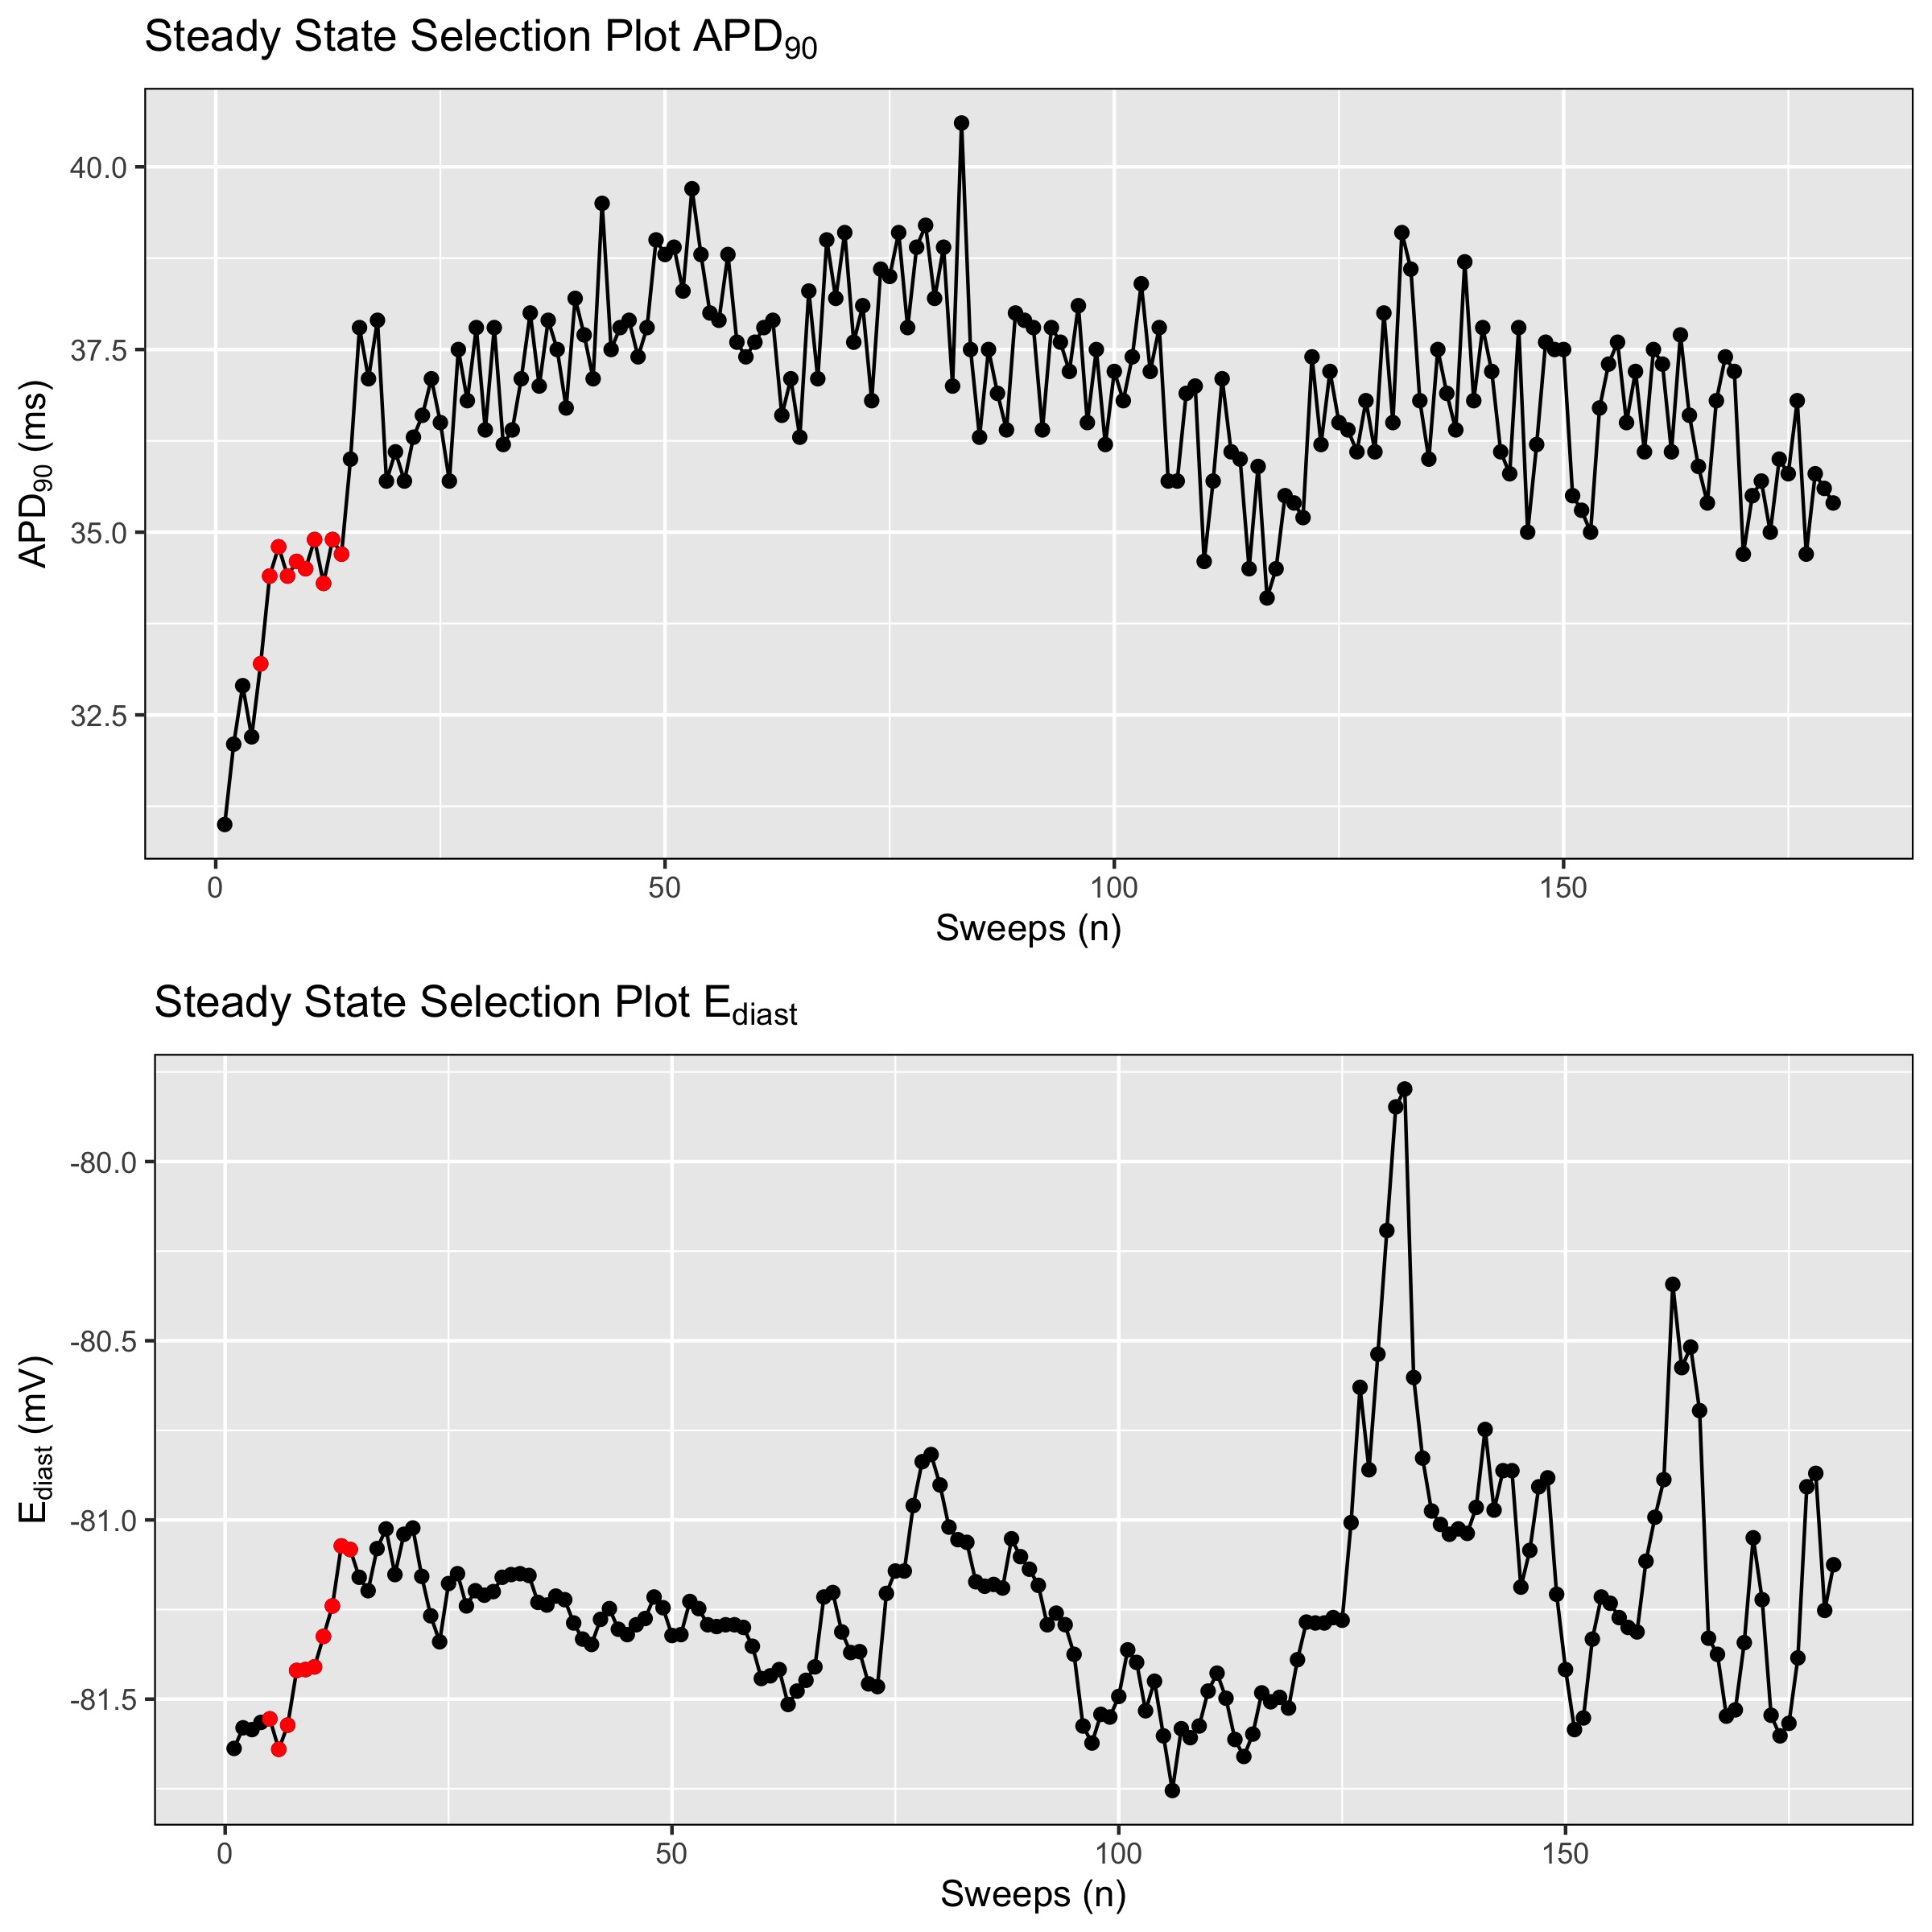 Steady State Selection Plot APD90
APD90 (ms)
40.0
37.5
35.0
32.5
0 50 100 150
Sweeps (n)
Steady State Selection Plot Ediast
Ediast (mV)
-80.0
-80.5
-81.0
-81.5
0 50 100 150
Sweeps (n)